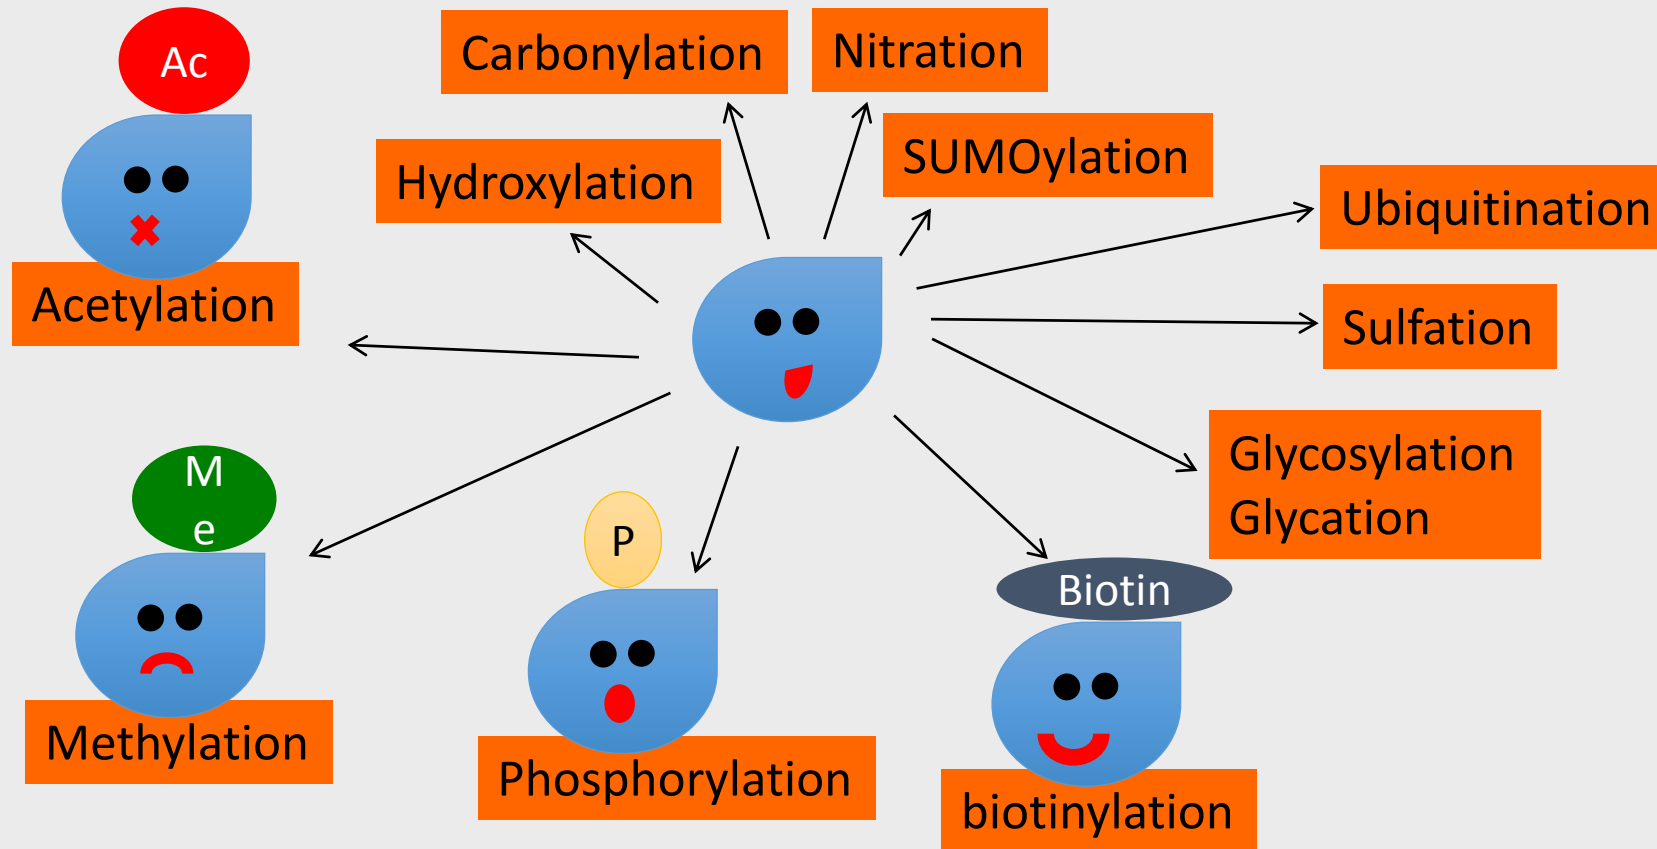 Ac
Carbonylation
Nitration
Hydroxylation
SUMOylation
Ubiquitination
Acetylation
Sulfation
Glycosylation
Glycation
M
e
P
Biotin
Methylation
Phosphorylation
biotinylation